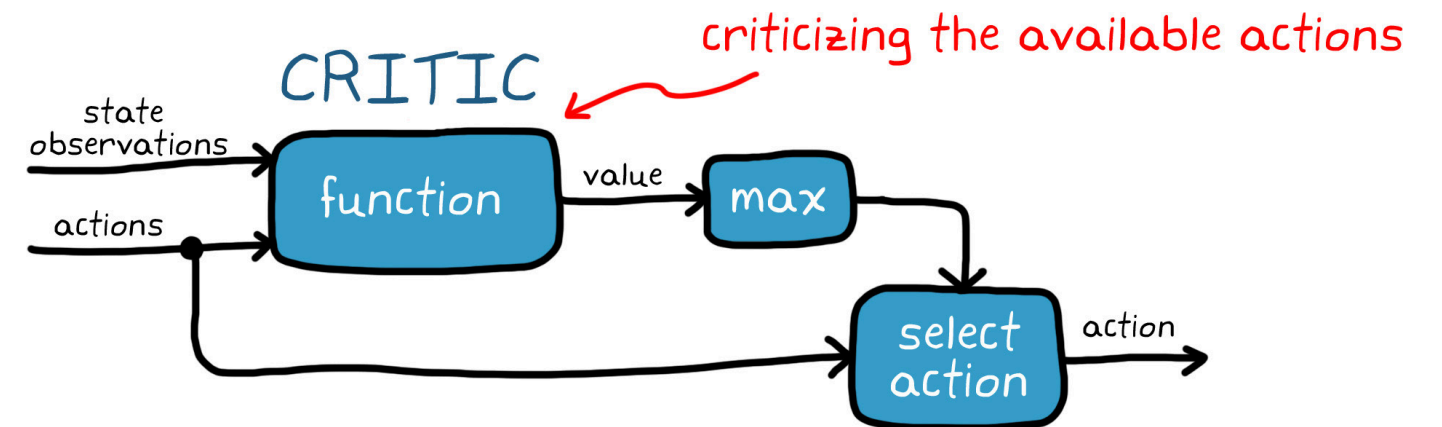 criticizing the available actions
CRITIC
state
observations
function
value
max
actions
select
action
action